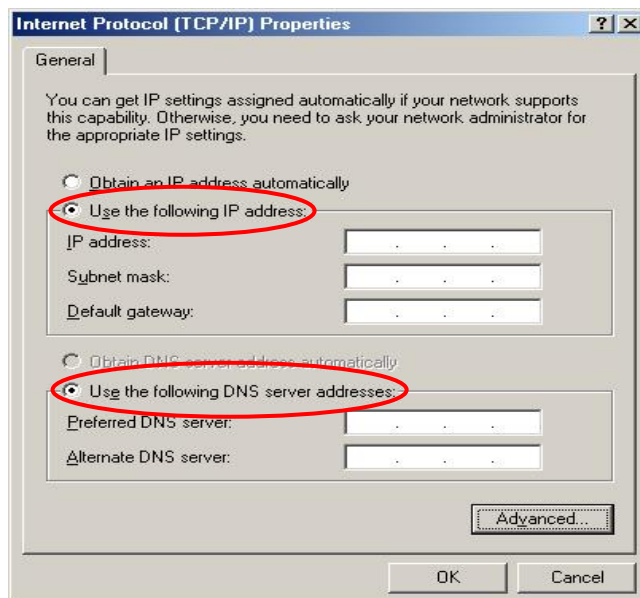 Internet Protocol (TCP/IP) Properties
General
You can get IP settings assigned automatically if your network supports
this capability. Otherwise, you need to ask your network administrator for
the appropriate IP settings.
Obtain an IP address automatically
Use the following IP address:
IP address:
Subnet mask:
Default gateway:
Obtain DNS server address automatically
Use the following DNS server addresses:
Preferred DNS server:
Alternate DNS server:
Advanced...
OK Cancel